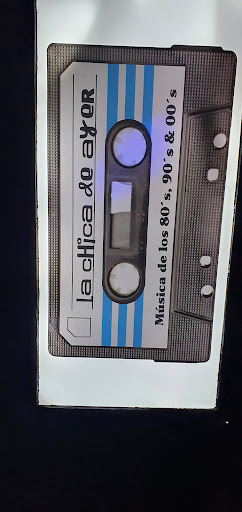 la chica de ayer
Música de los 80´s, 90´s & 00´s